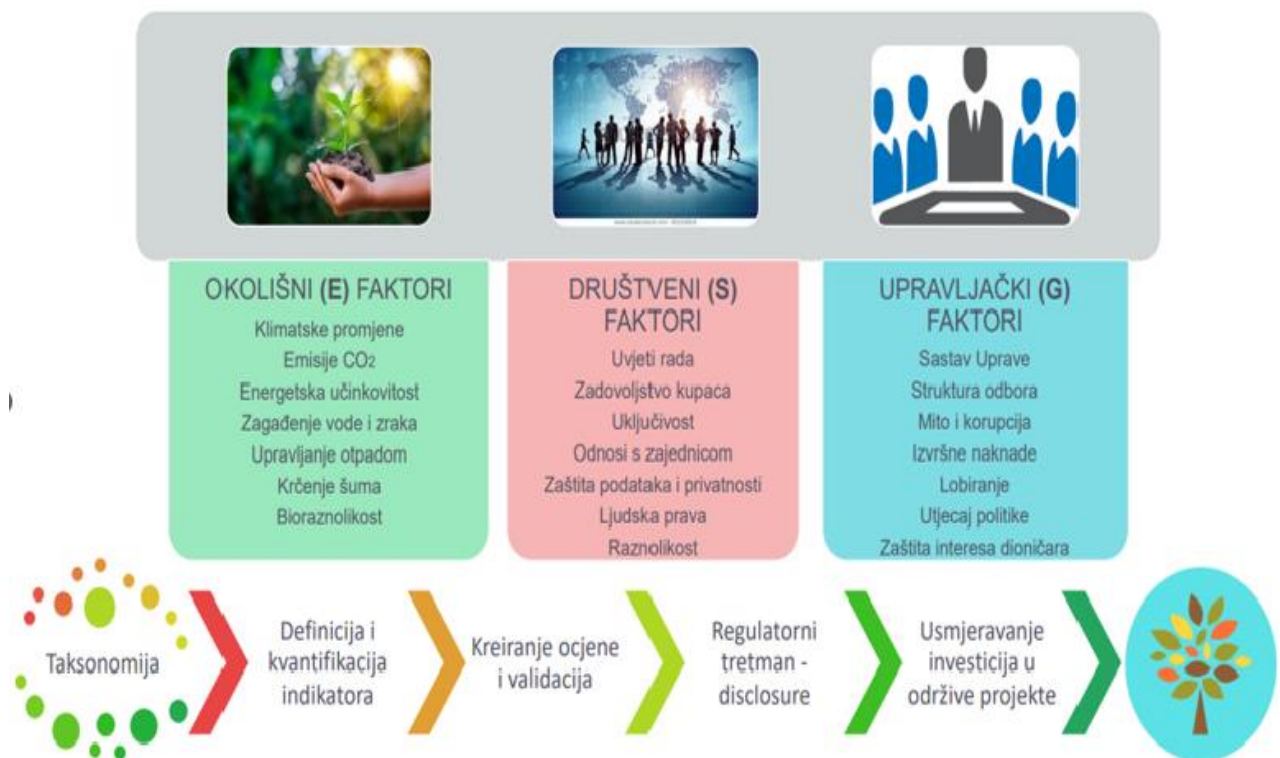 OKOLIŠNI (E) FAKTORI
Klimatske promjene
Emisije CO2
Energetska učinkovitost
Zagađenje vode i zraka
Upravljanje otpadom
Krčenje šuma
Bioraznolikost
DRUŠTVENI (S)
FAKTORI
Uvjeti rada
Zadovoljstvo kupaca
Uključivost
Odnosi s zajednicom
Zaštita podataka i privatnosti
Ljudska prava
Raznolikost
UPRAVLJAČKI (G)
FAKTORI
Sastav Uprave
Struktura odbora
Mito i korupcija
Izvršne naknade
Lobiranje
Utjecaj politike
Zaštita interesa dioničara
Taksonomija
Definicija i
kvantifikacija
indikatora
Kreiranje ocjene
i validacija
Regulatorni
tretman -
disclosure
Usmjeravanje
investicija u
održive projekte